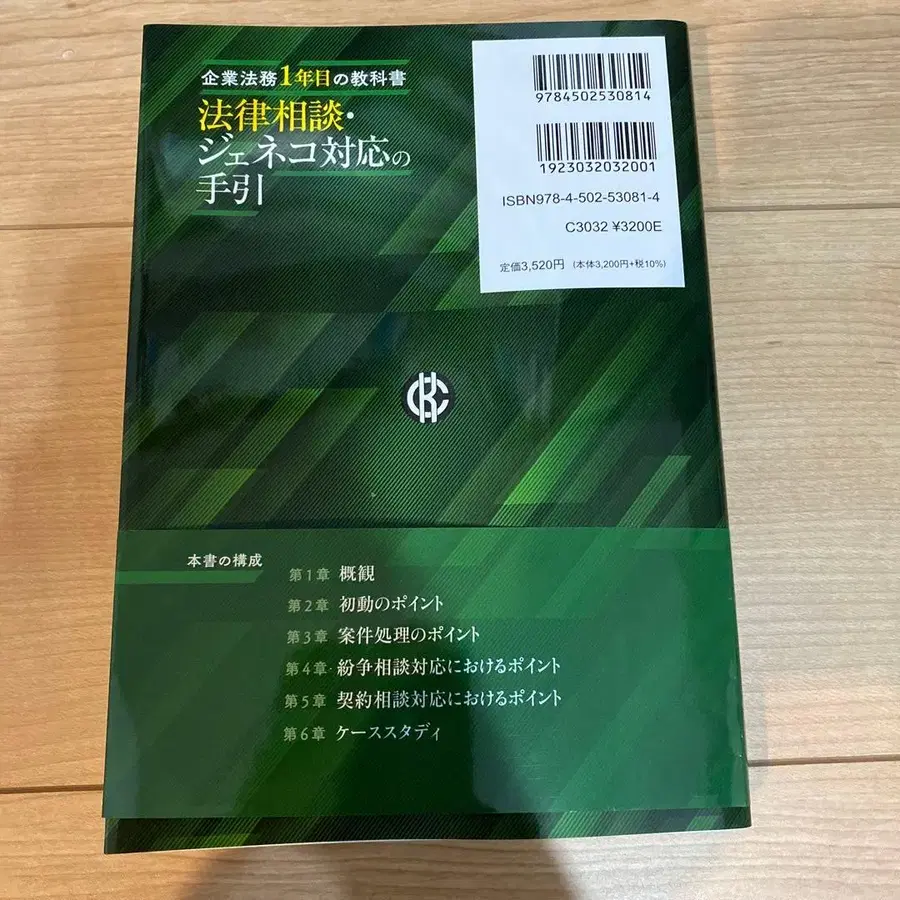 企業法務1年目の教科書
法律相談・
ジェネコ対応の
手引
9784502530814
1923032032001
ISBN978-4-502-53081-4
C3032 ¥3200E
定価3,520円 (本体3,200円+税10%)
本書の構成
第1章 概観
第2章 初動のポイント
第3章 案件処理のポイント
第4章 紛争相談対応におけるポイント
第5章 契約相談対応におけるポイント
第6章 ケーススタディ